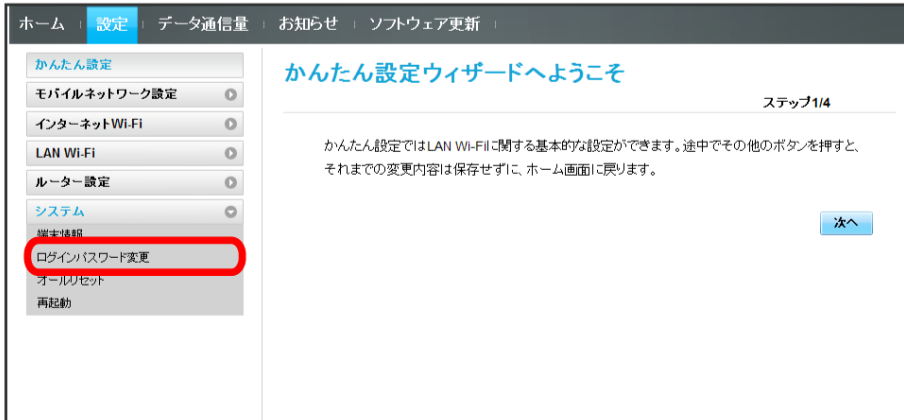 ホーム 設定 データ通信量 お知らせ ソフトウェア更新
かんたん設定
モバイルネットワーク設定
インターネットWi-Fi
LAN Wi-Fi
ルーター設定
システム
端末情報
ログインパスワード変更
オールリセット
再起動
かんたん設定ウィザードへようこそ
ステップ1/4
かんたん設定ではLAN Wi-Fiに関する基本的な設定ができます。途中でその他のボタンを押すと、
それまでの変更内容は保存せずに、ホーム画面に戻ります。
次へ